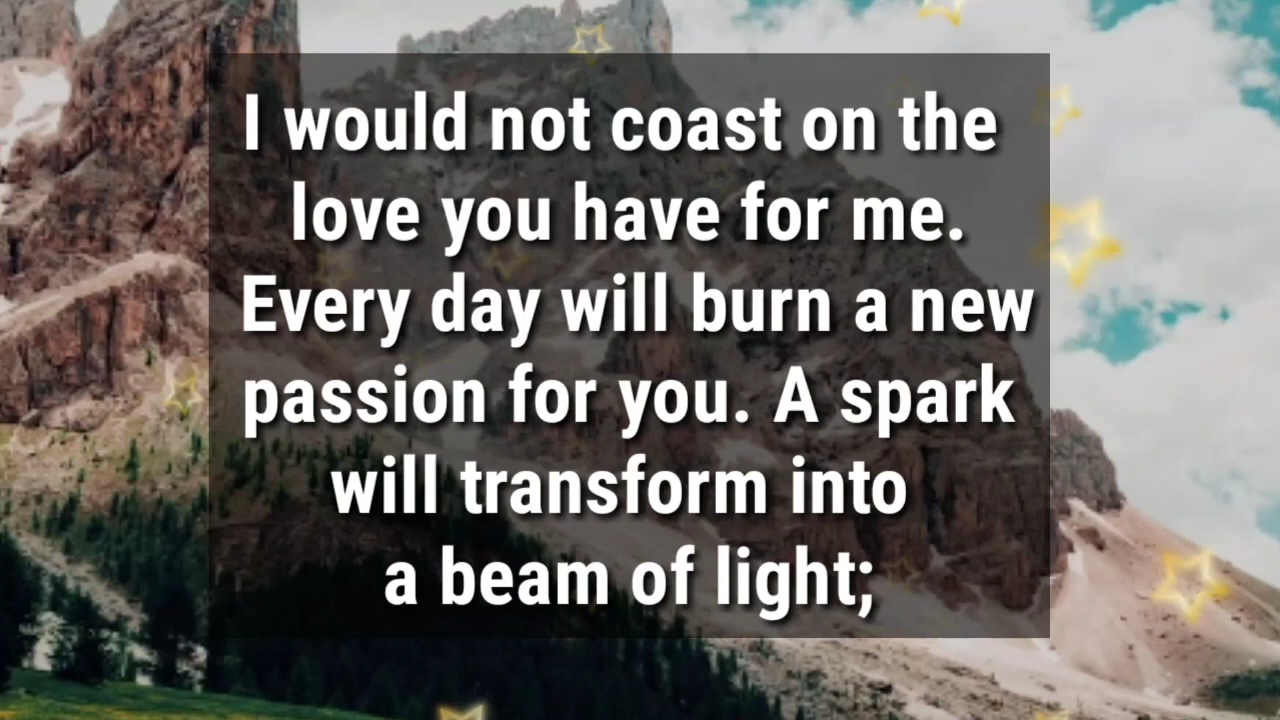 I would not coast on the
love you have for me.
Every day will burn a new
passion for you. A spark
will transform into
a beam of light;